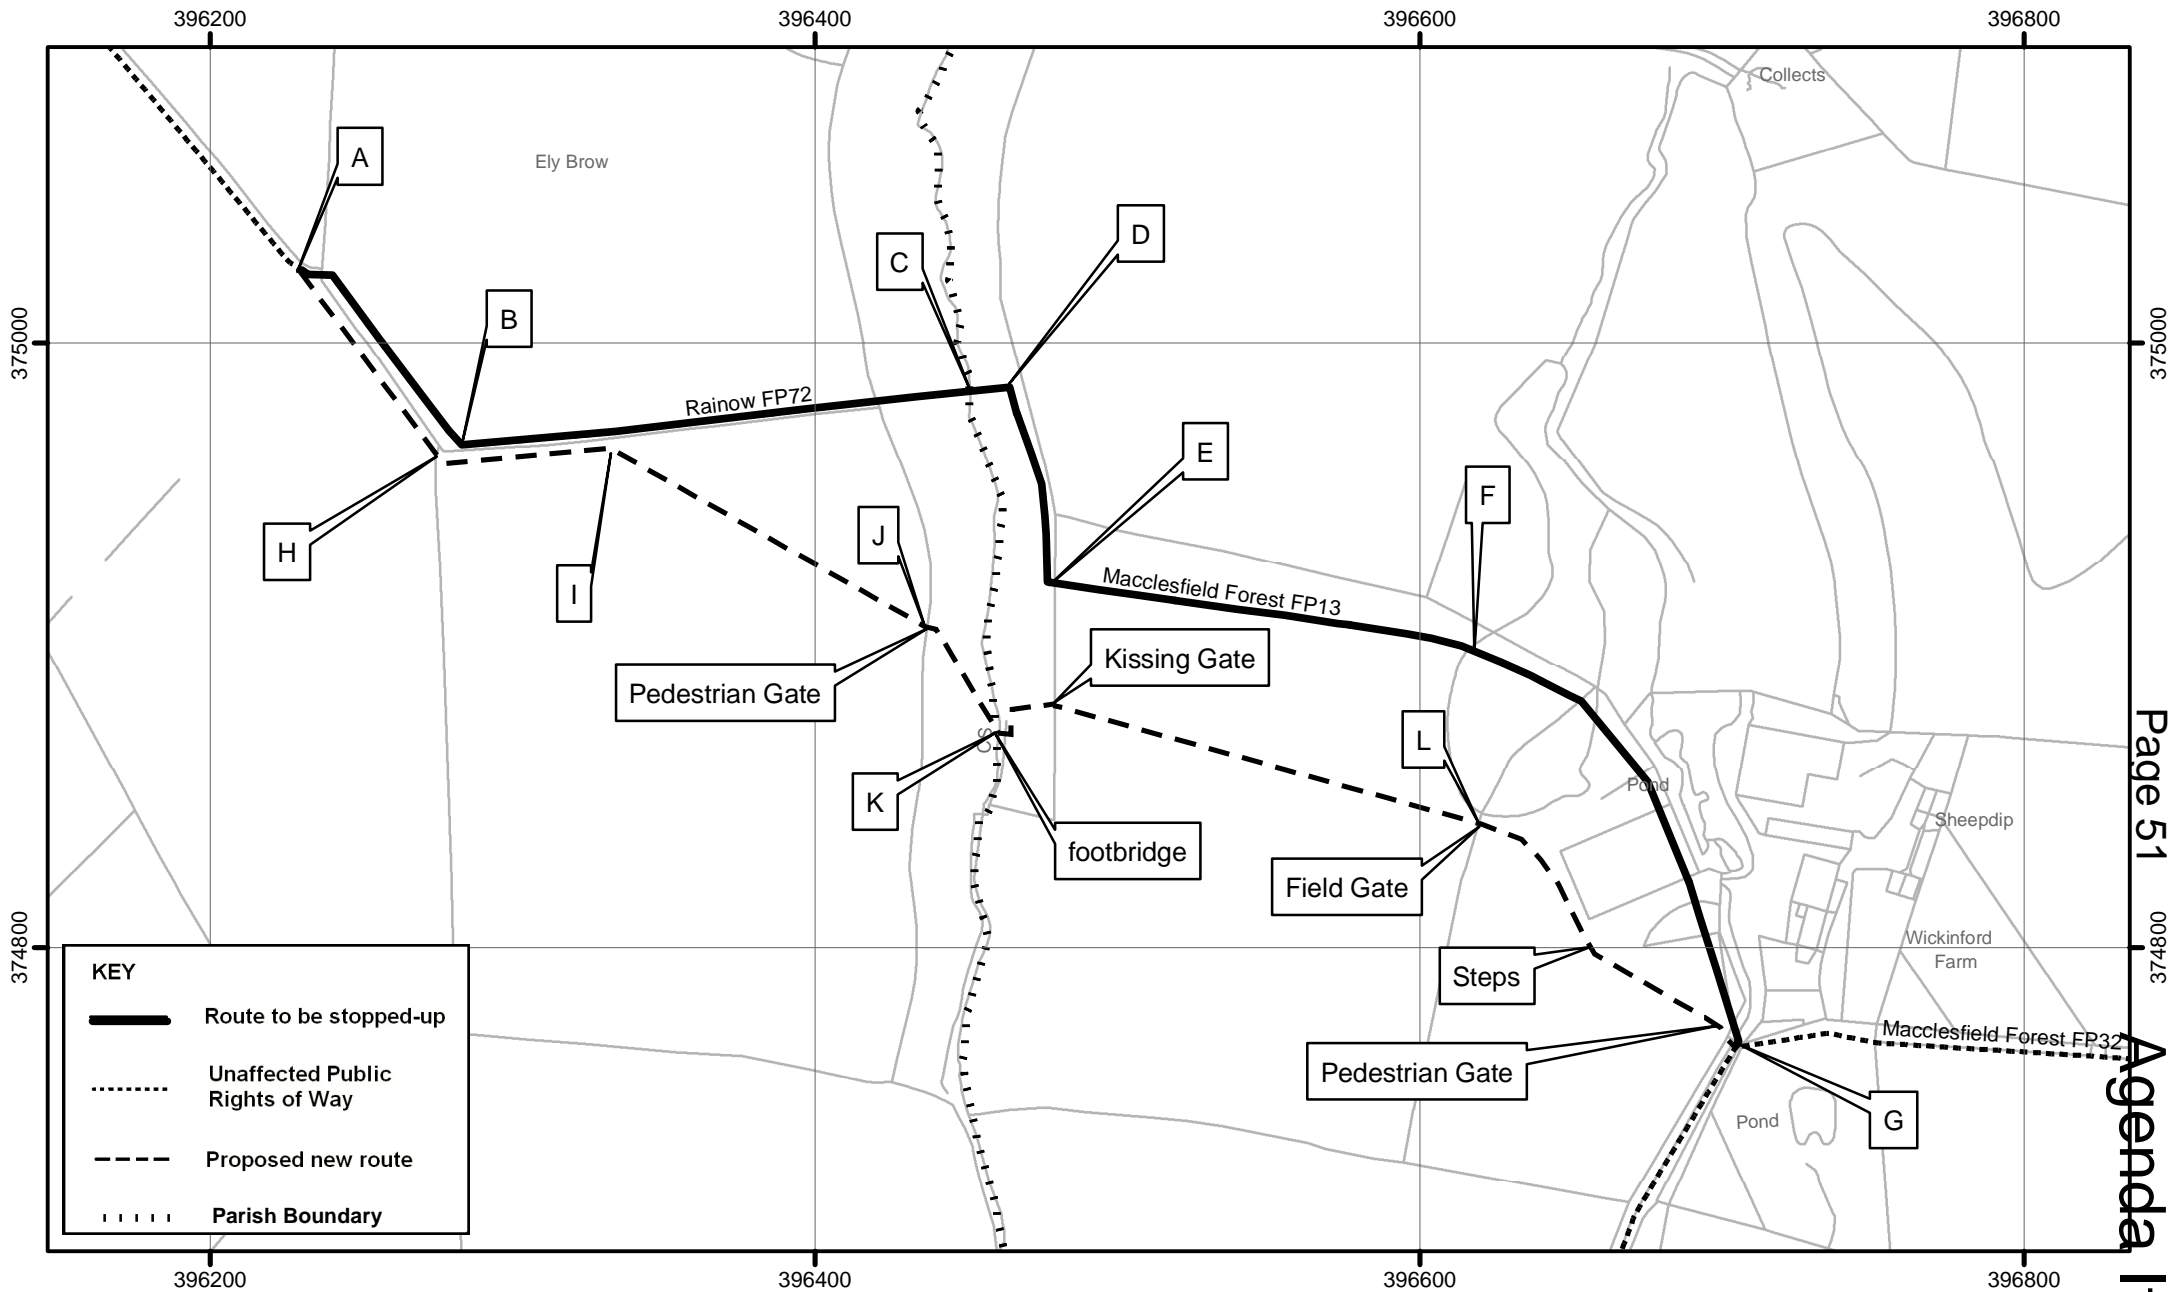 396200
396400
396600
396800
Collects
A
Ely Brow
D
C
B
375000
375000
Rainow FP72
E
F
J
H
I
Macclesfield Forest FP13
Kissing Gate
Pedestrian Gate
L
CS
K
Pond
Sheepdip
footbridge
Field Gate
Wickinford
Farm
374800
374800
Steps
Macclesfield Forest FP32
Pedestrian Gate
G
Pond
KEY
Route to be stopped-up
Unaffected Public
Rights of Way
Proposed new route
Parish Boundary
396200
396400
396600
396800
Page 51
Agenda